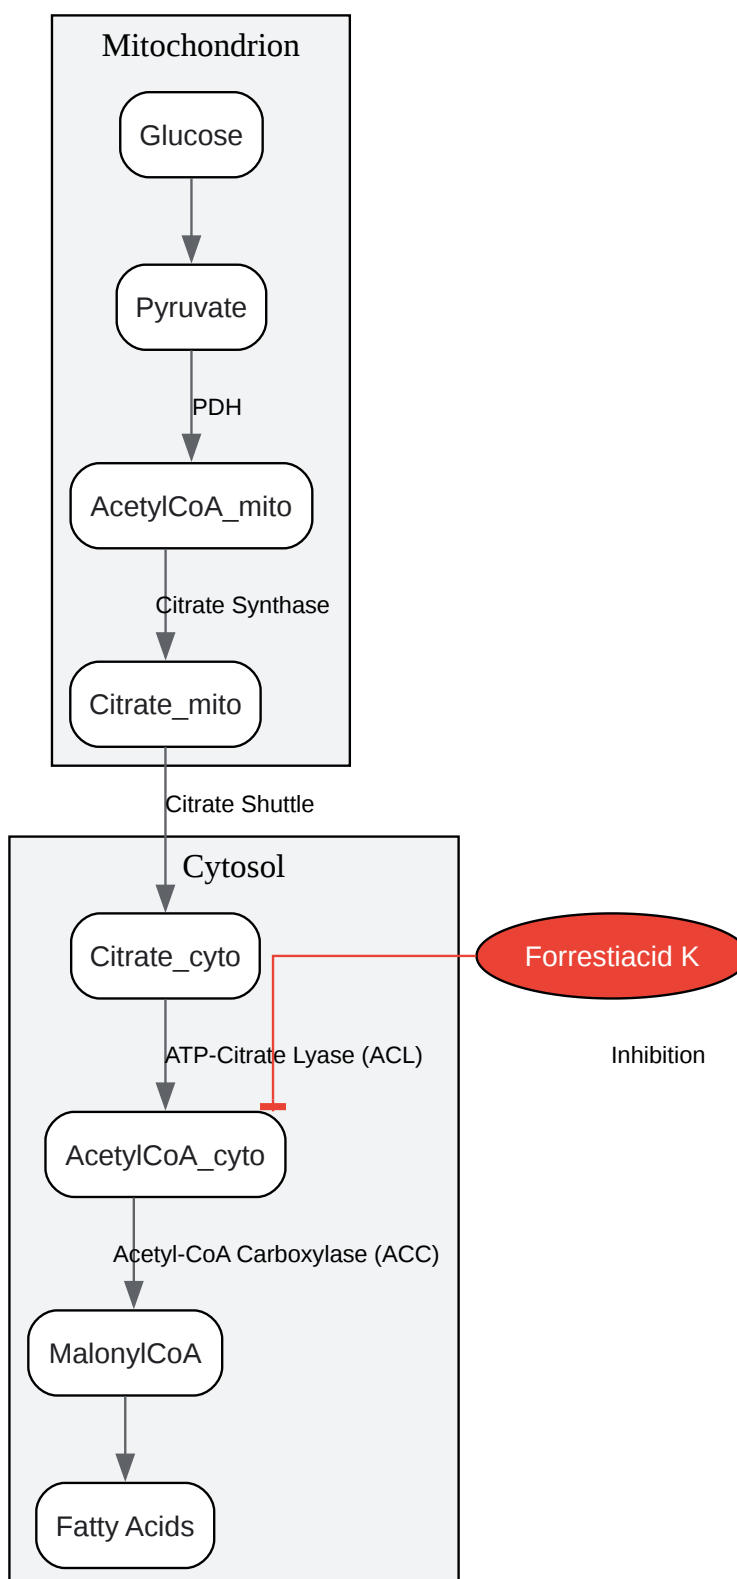 Mitochondrion
Glucose
Pyruvate
PDH
AcetylCoA_mito
Citrate Synthase
Citrate_mito
Citrate Shuttle
Cytosol
Citrate_cyto
Forrestiacid K
ATP-Citrate Lyase (ACL)
Inhibition
AcetylCoA_cyto
Acetyl-CoA Carboxylase (ACC)
MalonylCoA
Fatty Acids